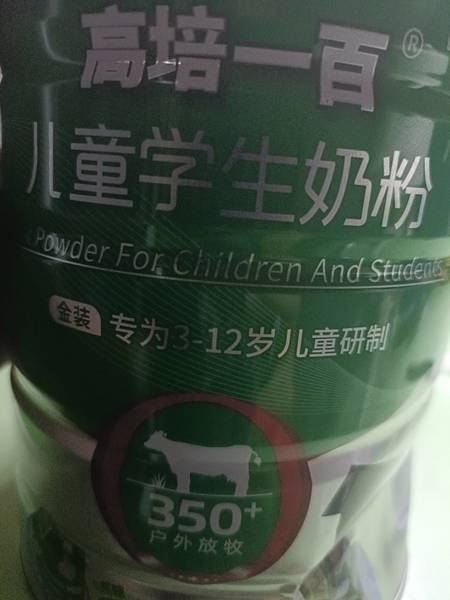 高培一百®
儿童学生奶粉
Powder For Children And Students
金装 专为3-12岁儿童研制
350+
户外放牧